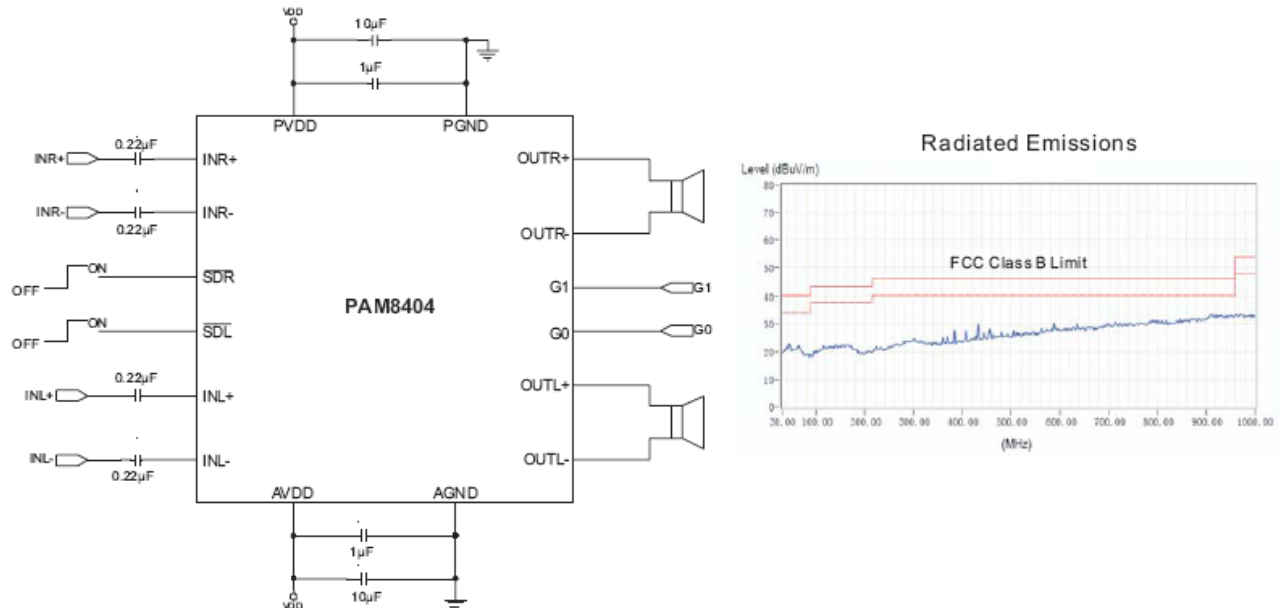 VDD
10µF
1µF
PVDD
PGND
0.22µF
INR+
INR+
OUTR+
INR-
INR-
0.22µF
OUTR-
ON
SDR
OFF
G1
G1
PAM8404
ON
SDL
OFF
G0
G0
0.22µF
OUTL+
INL+
INL+
INL-
INL-
OUTL-
0.22µF
AVDD
AGND
1µF
10µF
VDD
Radiated Emissions
Level (dBuV/m)
80
70
60
50
40
30
20
10
0
FCC Class B Limit
30.00 100.00 200.00 300.00 400.00 500.00 600.00 700.00 800.00 900.00 1000.00
(MHz)